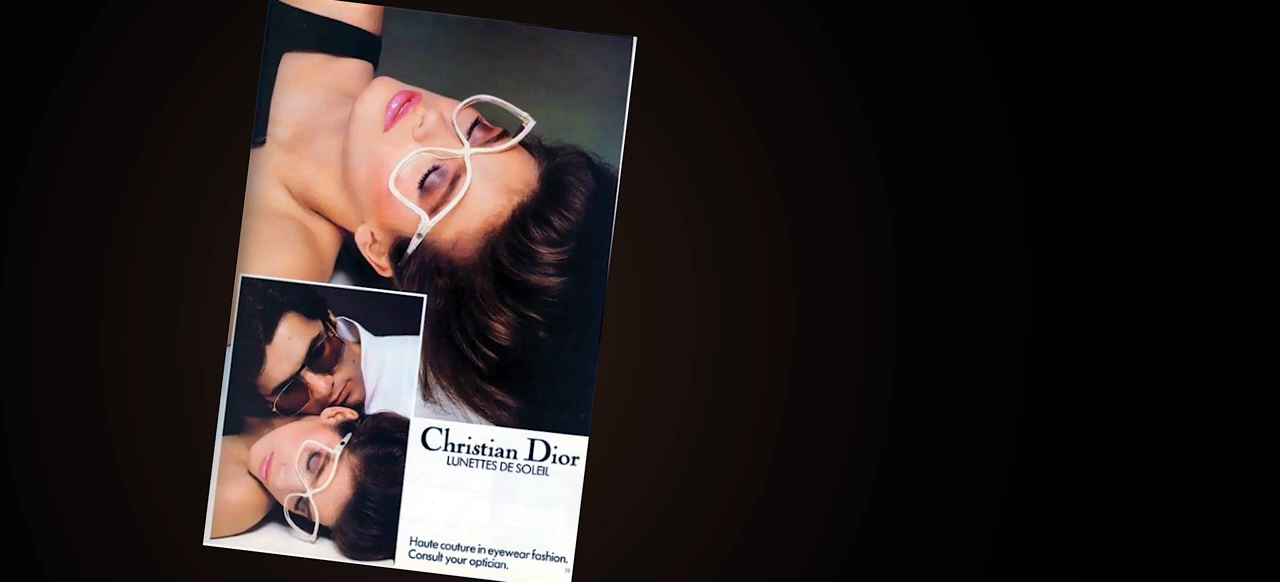 Christian Dior
LUNETTES DE SOLEIL
Haute couture in eyewear fashion.
Consult your optician.